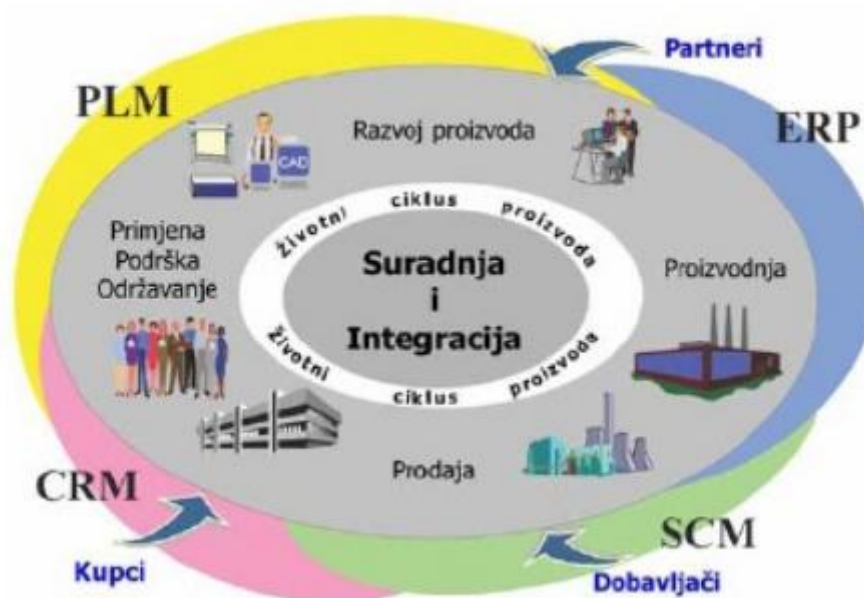 Partneri
PLM
ERP
Razvoj proizvoda
CAD
životni ciklus proizvoda
Primjena
Podrška
Održavanje
Suradnja
i
Integracija
Proizvodnja
životni ciklus proizvoda
Prodaja
CRM
SCM
Kupci
Dobavljači